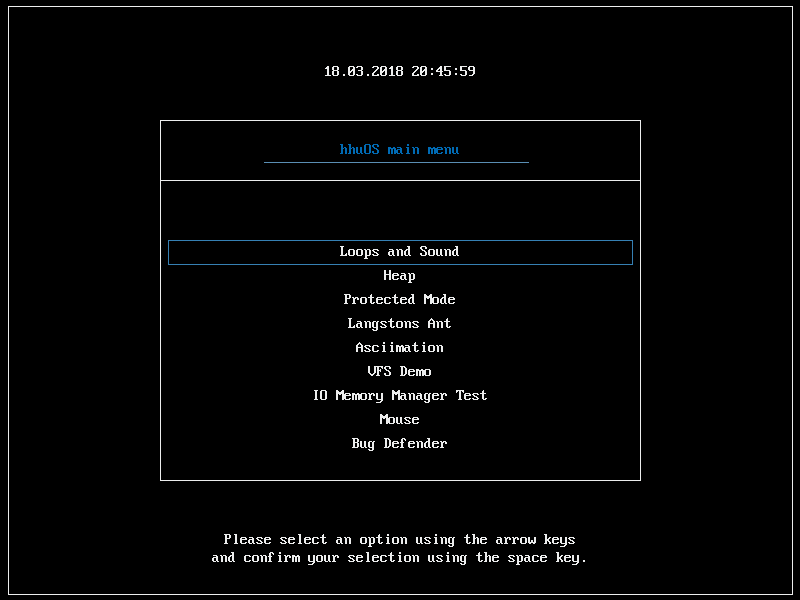 18.03.2018 20:45:59
hhuOS main menu
Loops and Sound
Heap
Protected Mode
Langstons Ant
Asciimation
VFS Demo
IO Memory Manager Test
Mouse
Bug Defender
Please select an option using the arrow keys
and confirm your selection using the space key.